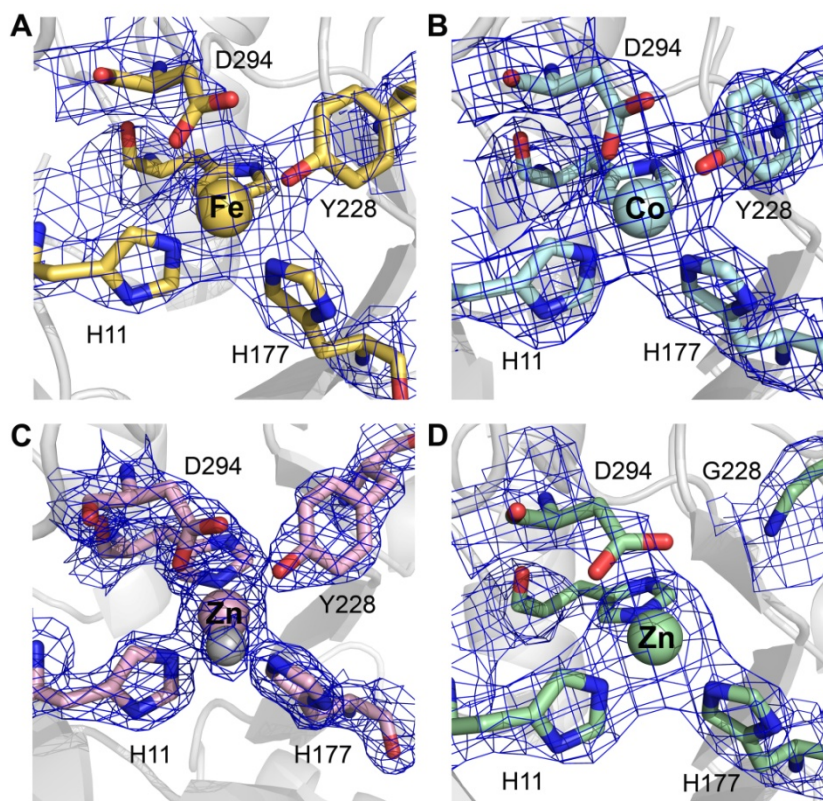 A
D294
Fe
Y228
H11
H177
B
D294
Co
Y228
H11
H177
C
D294
Zn
Y228
H11
H177
D
D294
G228
Zn
H11
H177